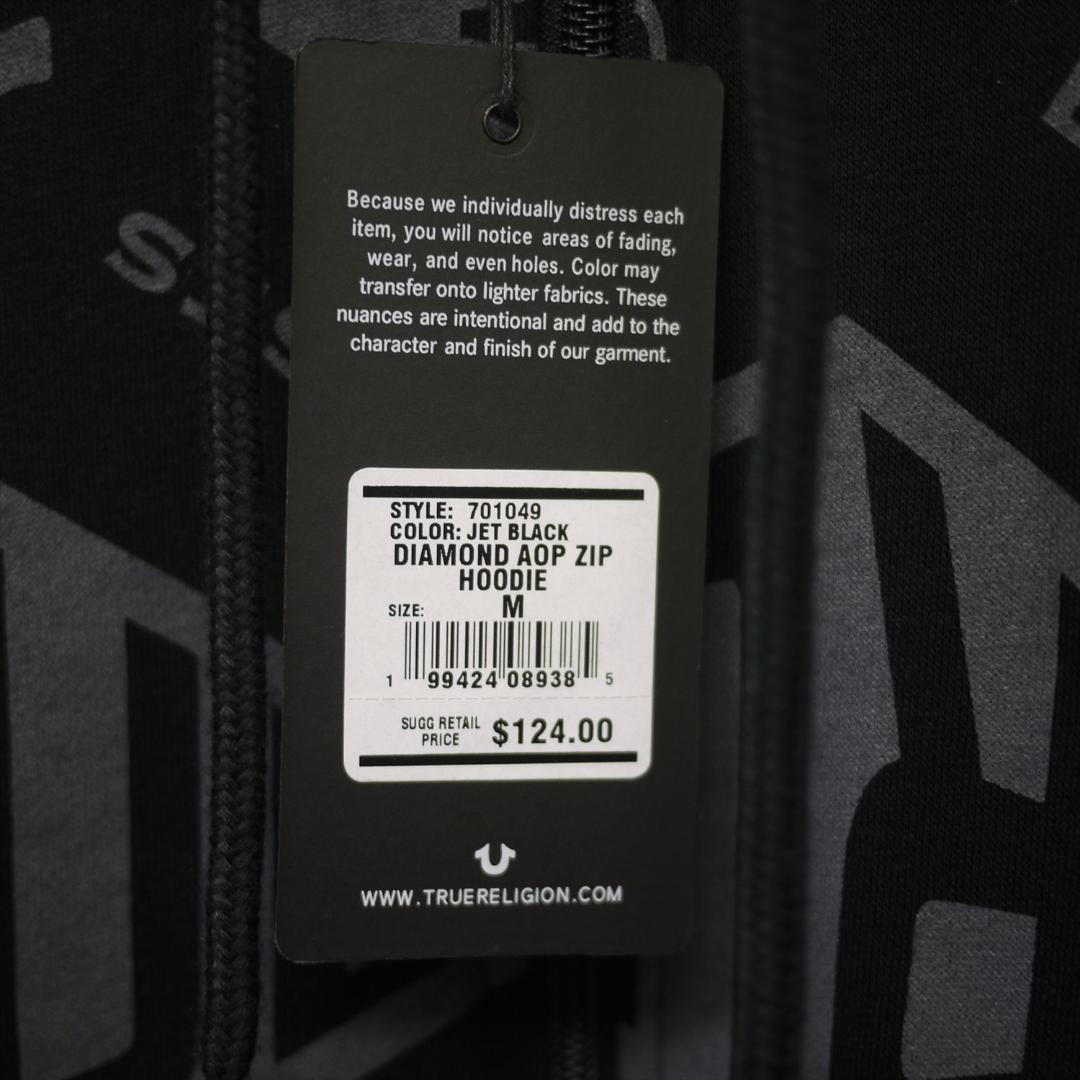 Because we individually distress each
item, you will notice areas of fading,
wear, and even holes. Color may
transfer onto lighter fabrics. These
nuances are intentional and add to the
character and finish of our garment.
STYLE: 701049
COLOR: JET BLACK
DIAMOND AOP ZIP
HOODIE
SIZE: M
1 99424 08938 5
SUGG RETAIL
PRICE $124.00
WWW.TRUERELIGION.COM